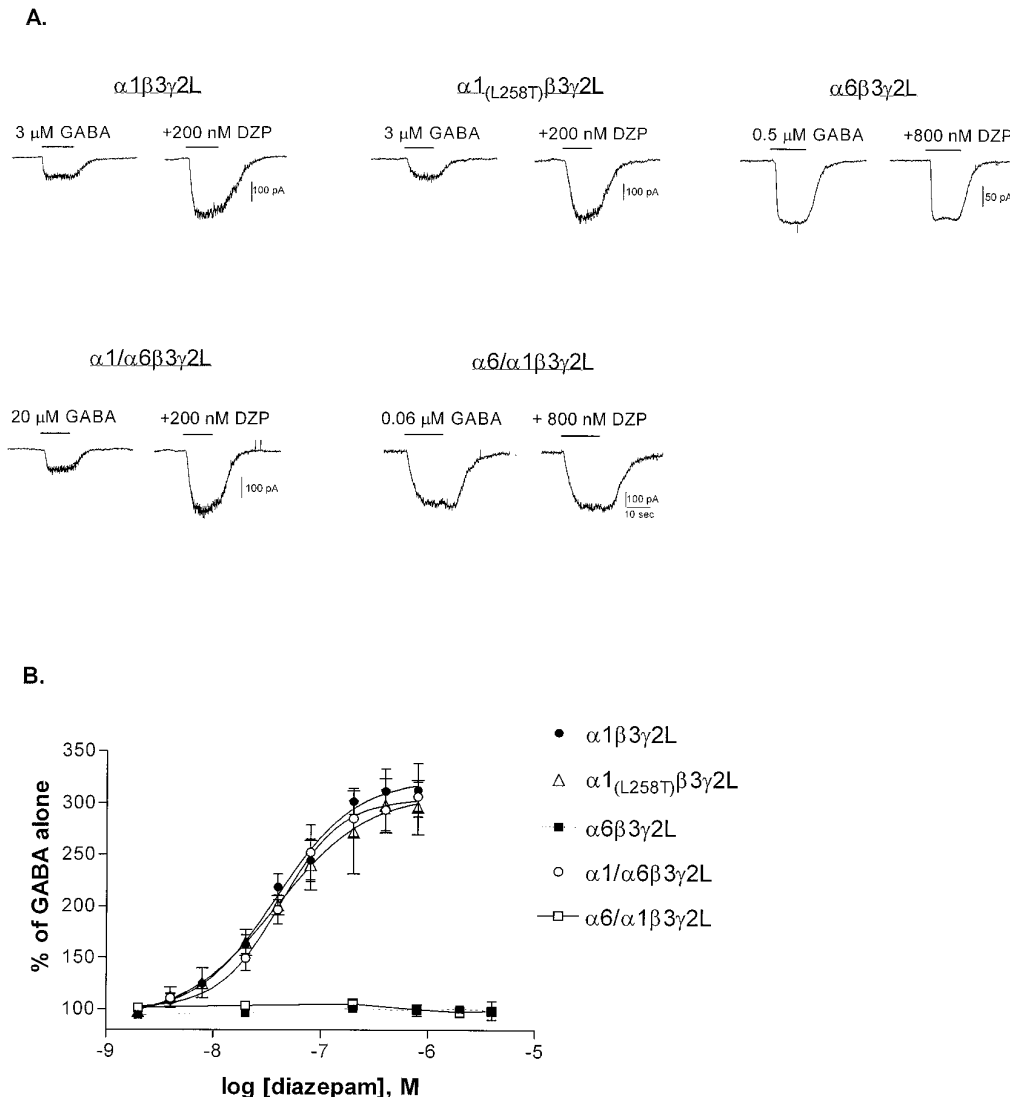 A.
α1β3γ2L
α1(L258T)β3γ2L
α6β3γ2L
3 μM GABA
+200 nM DZP
3 μM GABA
+200 nM DZP
0.5 μM GABA
+800 nM DZP
100 pA
100 pA
50 pA
α1/α6β3γ2L
α6/α1β3γ2L
20 μM GABA
+200 nM DZP
0.06 μM GABA
+ 800 nM DZP
100 pA
100 pA
10 sec
B.
% of GABA alone
350
300
250
200
150
100
-9
-8
-7
-6
-5
log [diazepam], M
α1β3γ2L
α1(L258T)β3γ2L
α6β3γ2L
α1/α6β3γ2L
α6/α1β3γ2L